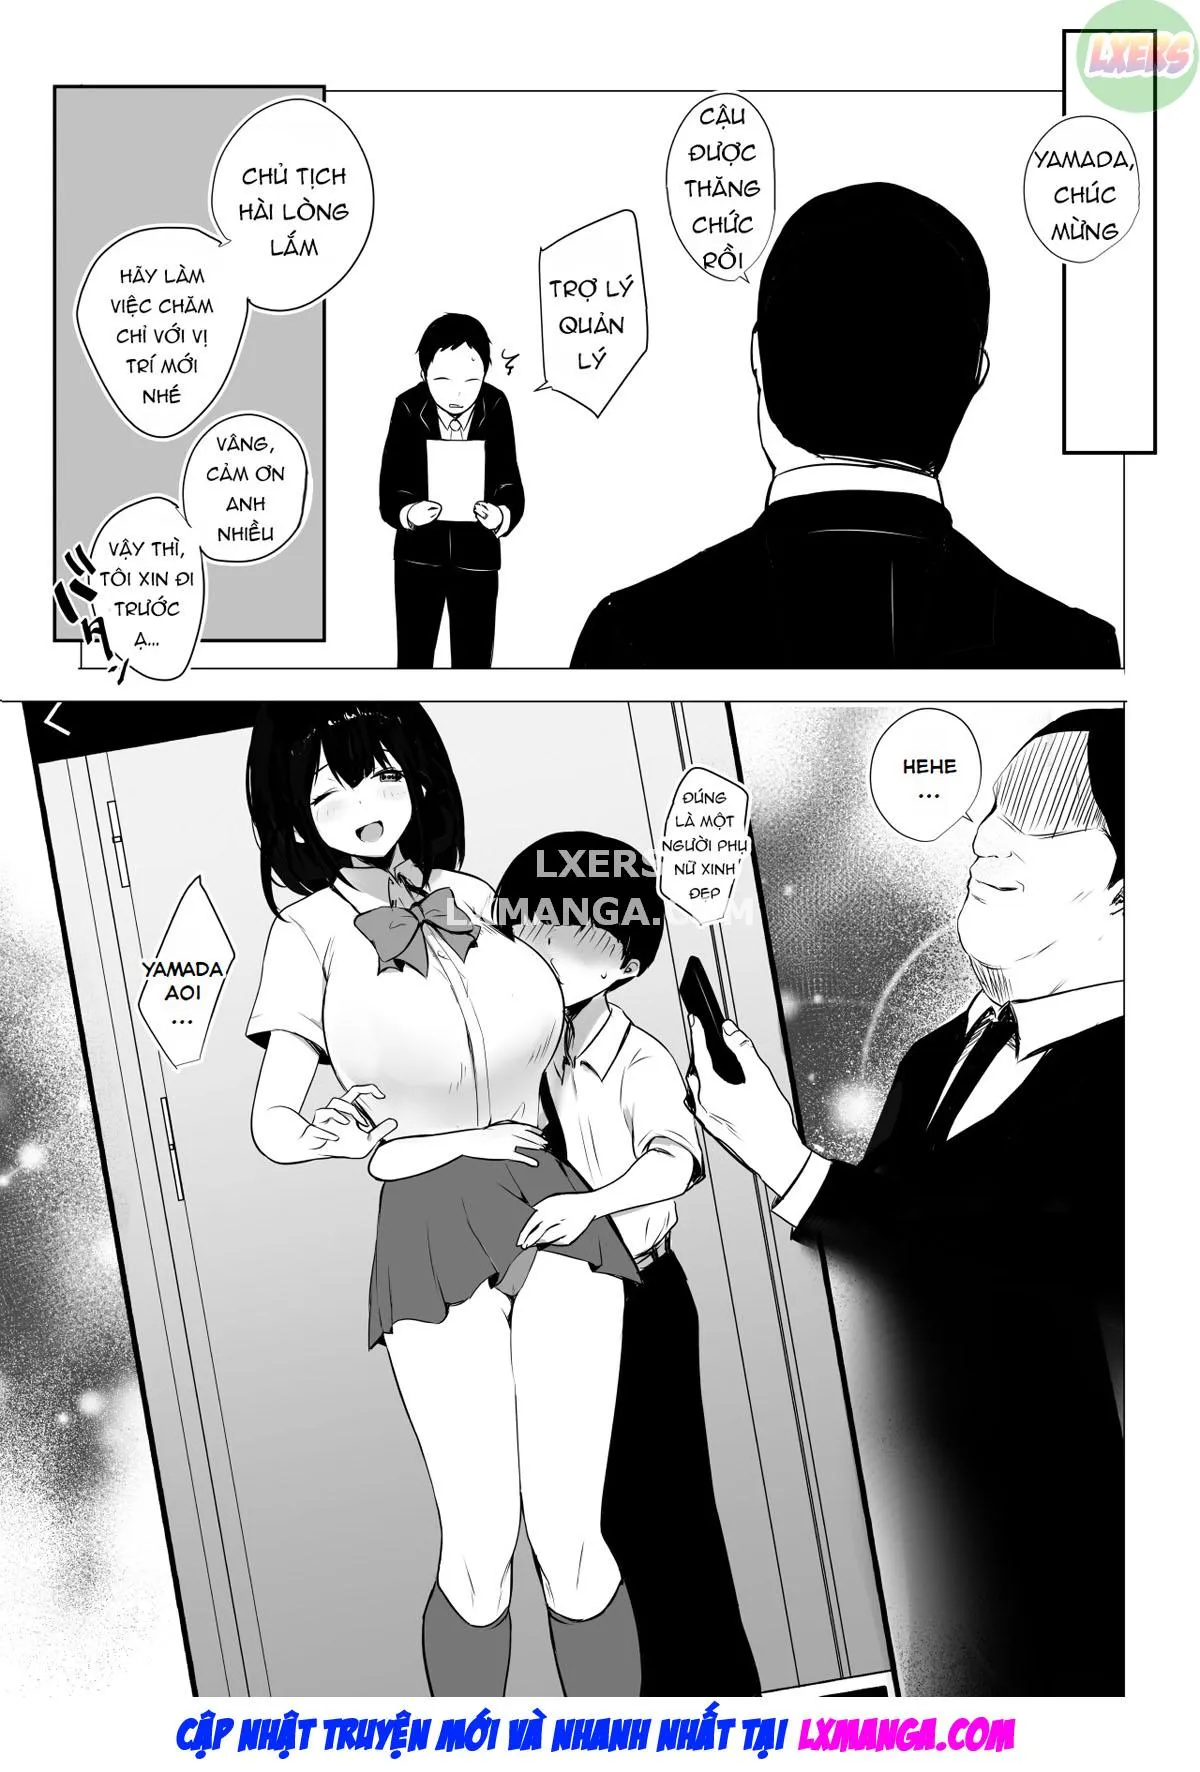 LXERS
YAMADA,
CHÚC
MỪNG
CẬU
ĐƯỢC
THĂNG
CHỨC
RỒI
TRỢ LÝ
QUẢN
LÝ
CHỦ TỊCH
HÀI LÒNG
LẮM
HÃY LÀM
VIỆC CHĂM
CHỈ VỚI VỊ
TRÍ MỚI
NHÉ
VÂNG,
CẢM ƠN
ANH
NHIỀU
VẬY THÌ,
TÔI XIN ĐI
TRƯỚC
Ạ...
バタン
HEHE
...
ĐÚNG
LÀ MỘT
NGƯỜI PHỤ
NỮ XINH
ĐẸP
YAMADA
AOI
...
LXERS
LXMANGA.COM
CẬP NHẬT TRUYỆN MỚI VÀ NHANH NHẤT TẠI LXMANGA.COM